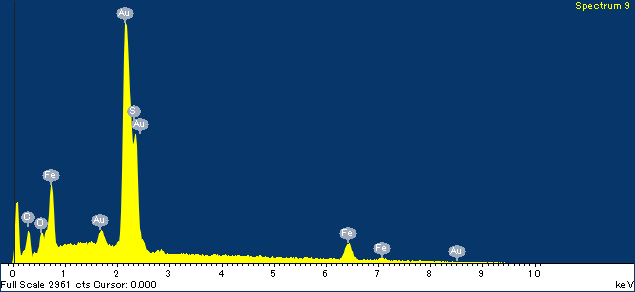 Spectrum 9
Au
S
Au
Fe
O
Au
Fe
Fe
Au
0 1 2 3 4 5 6 7 8 9 10
Full Scale 2961 cts Cursor: 0.000 keV